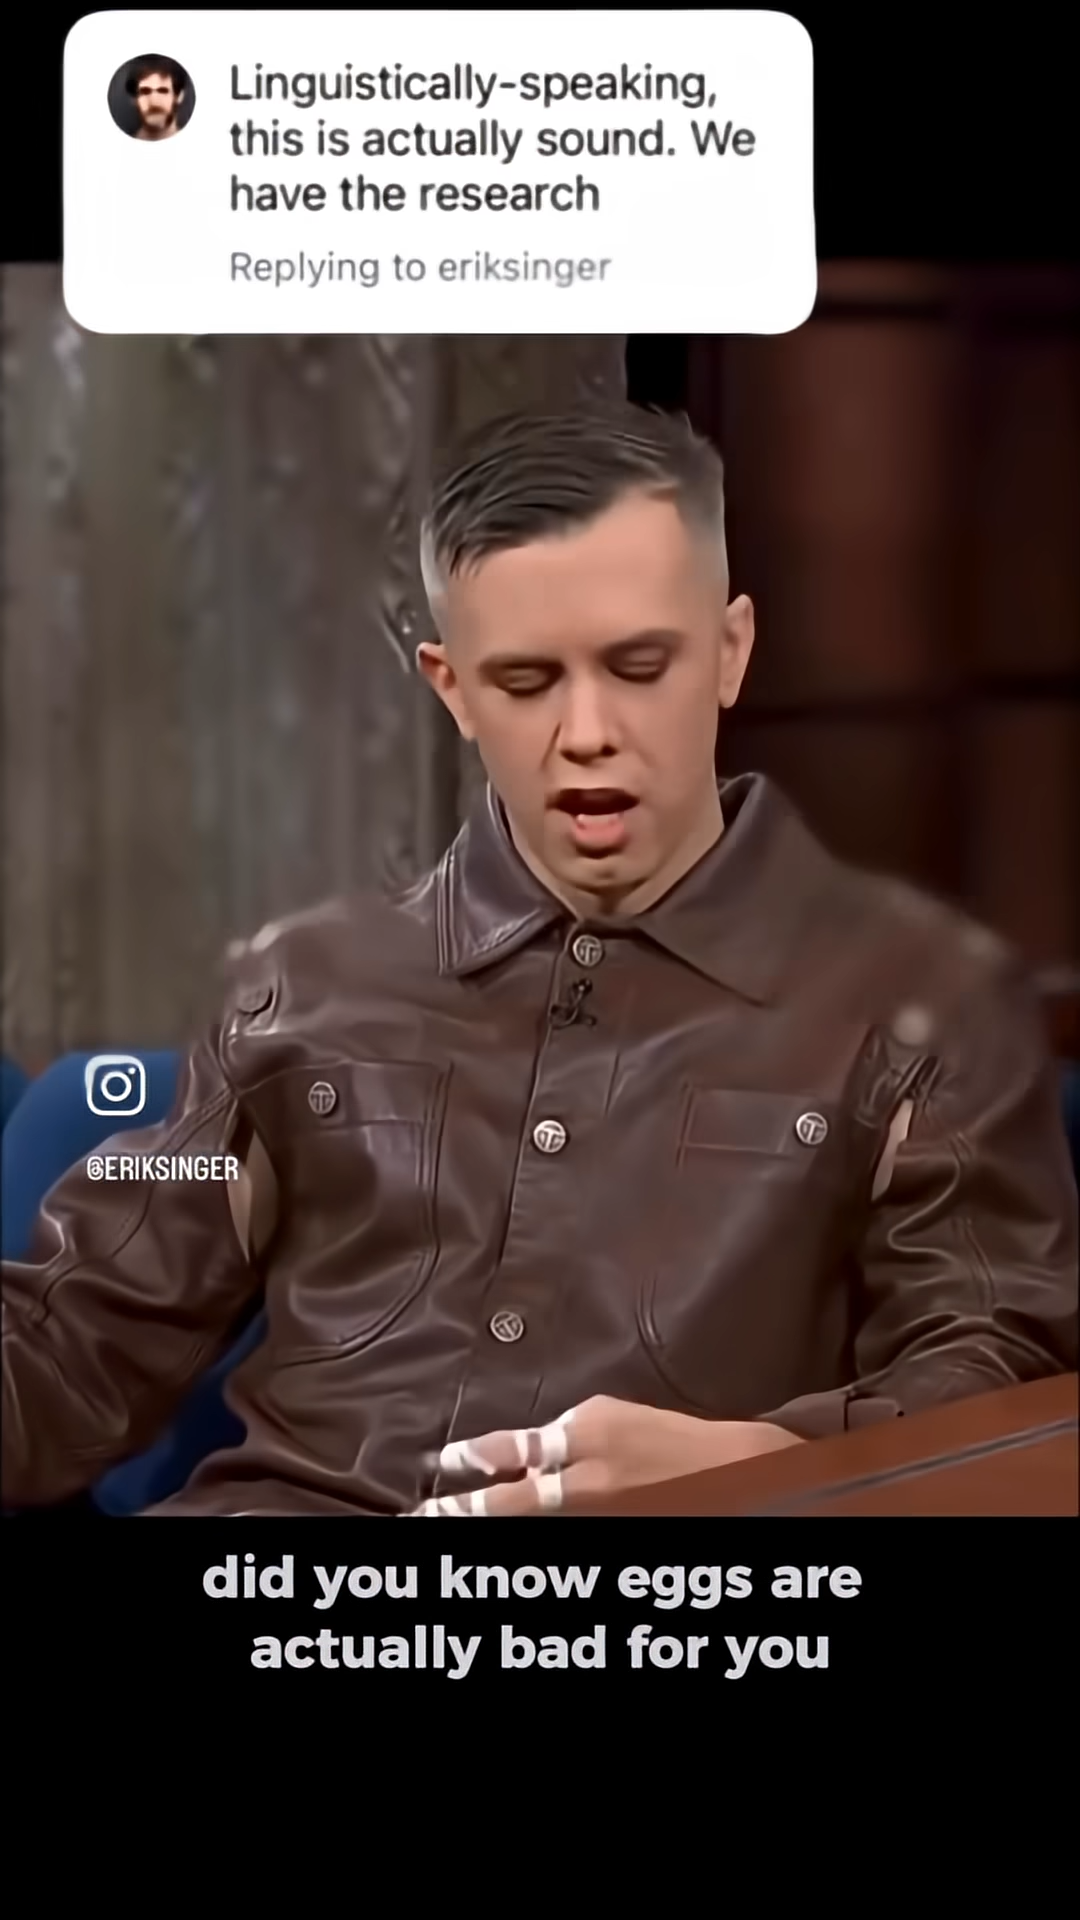 Linguistically-speaking,
this is actually sound. We
have the research
Replying to eriksinger
@ERIKSINGER
did you know eggs are
actually bad for you